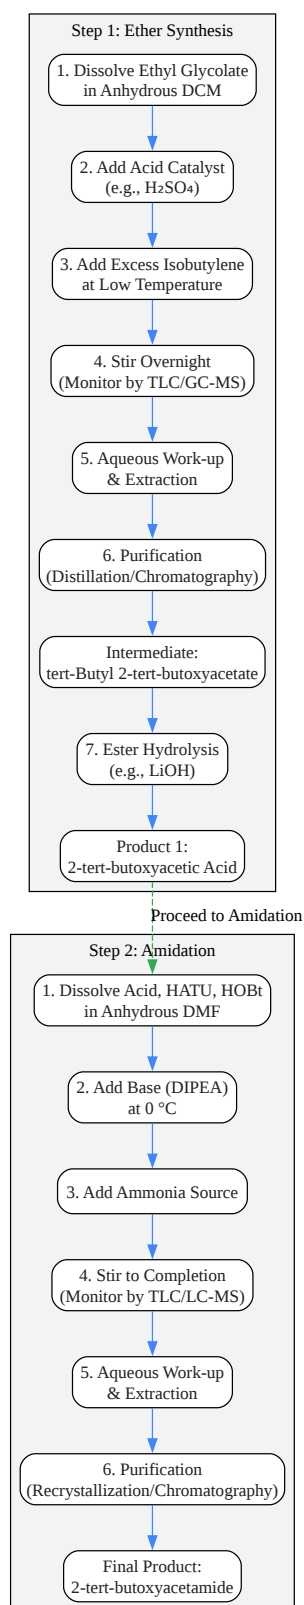 Step 1: Ether Synthesis
1. Dissolve Ethyl Glycolate
in Anhydrous DCM
2. Add Acid Catalyst
(e.g., H₂SO₄)
3. Add Excess Isobutylene
at Low Temperature
4. Stir Overnight
(Monitor by TLC/GC-MS)
5. Aqueous Work-up
& Extraction
6. Purification
(Distillation/Chromatography)
Intermediate:
tert-Butyl 2-tert-butoxyacetate
7. Ester Hydrolysis
(e.g., LiOH)
Product 1:
2-tert-butoxyacetic Acid
Proceed to Amidation
Step 2: Amidation
1. Dissolve Acid, HATU, HOBt
in Anhydrous DMF
2. Add Base (DIPEA)
at 0 °C
3. Add Ammonia Source
4. Stir to Completion
(Monitor by TLC/LC-MS)
5. Aqueous Work-up
& Extraction
6. Purification
(Recrystallization/Chromatography)
Final Product:
2-tert-butoxyacetamide